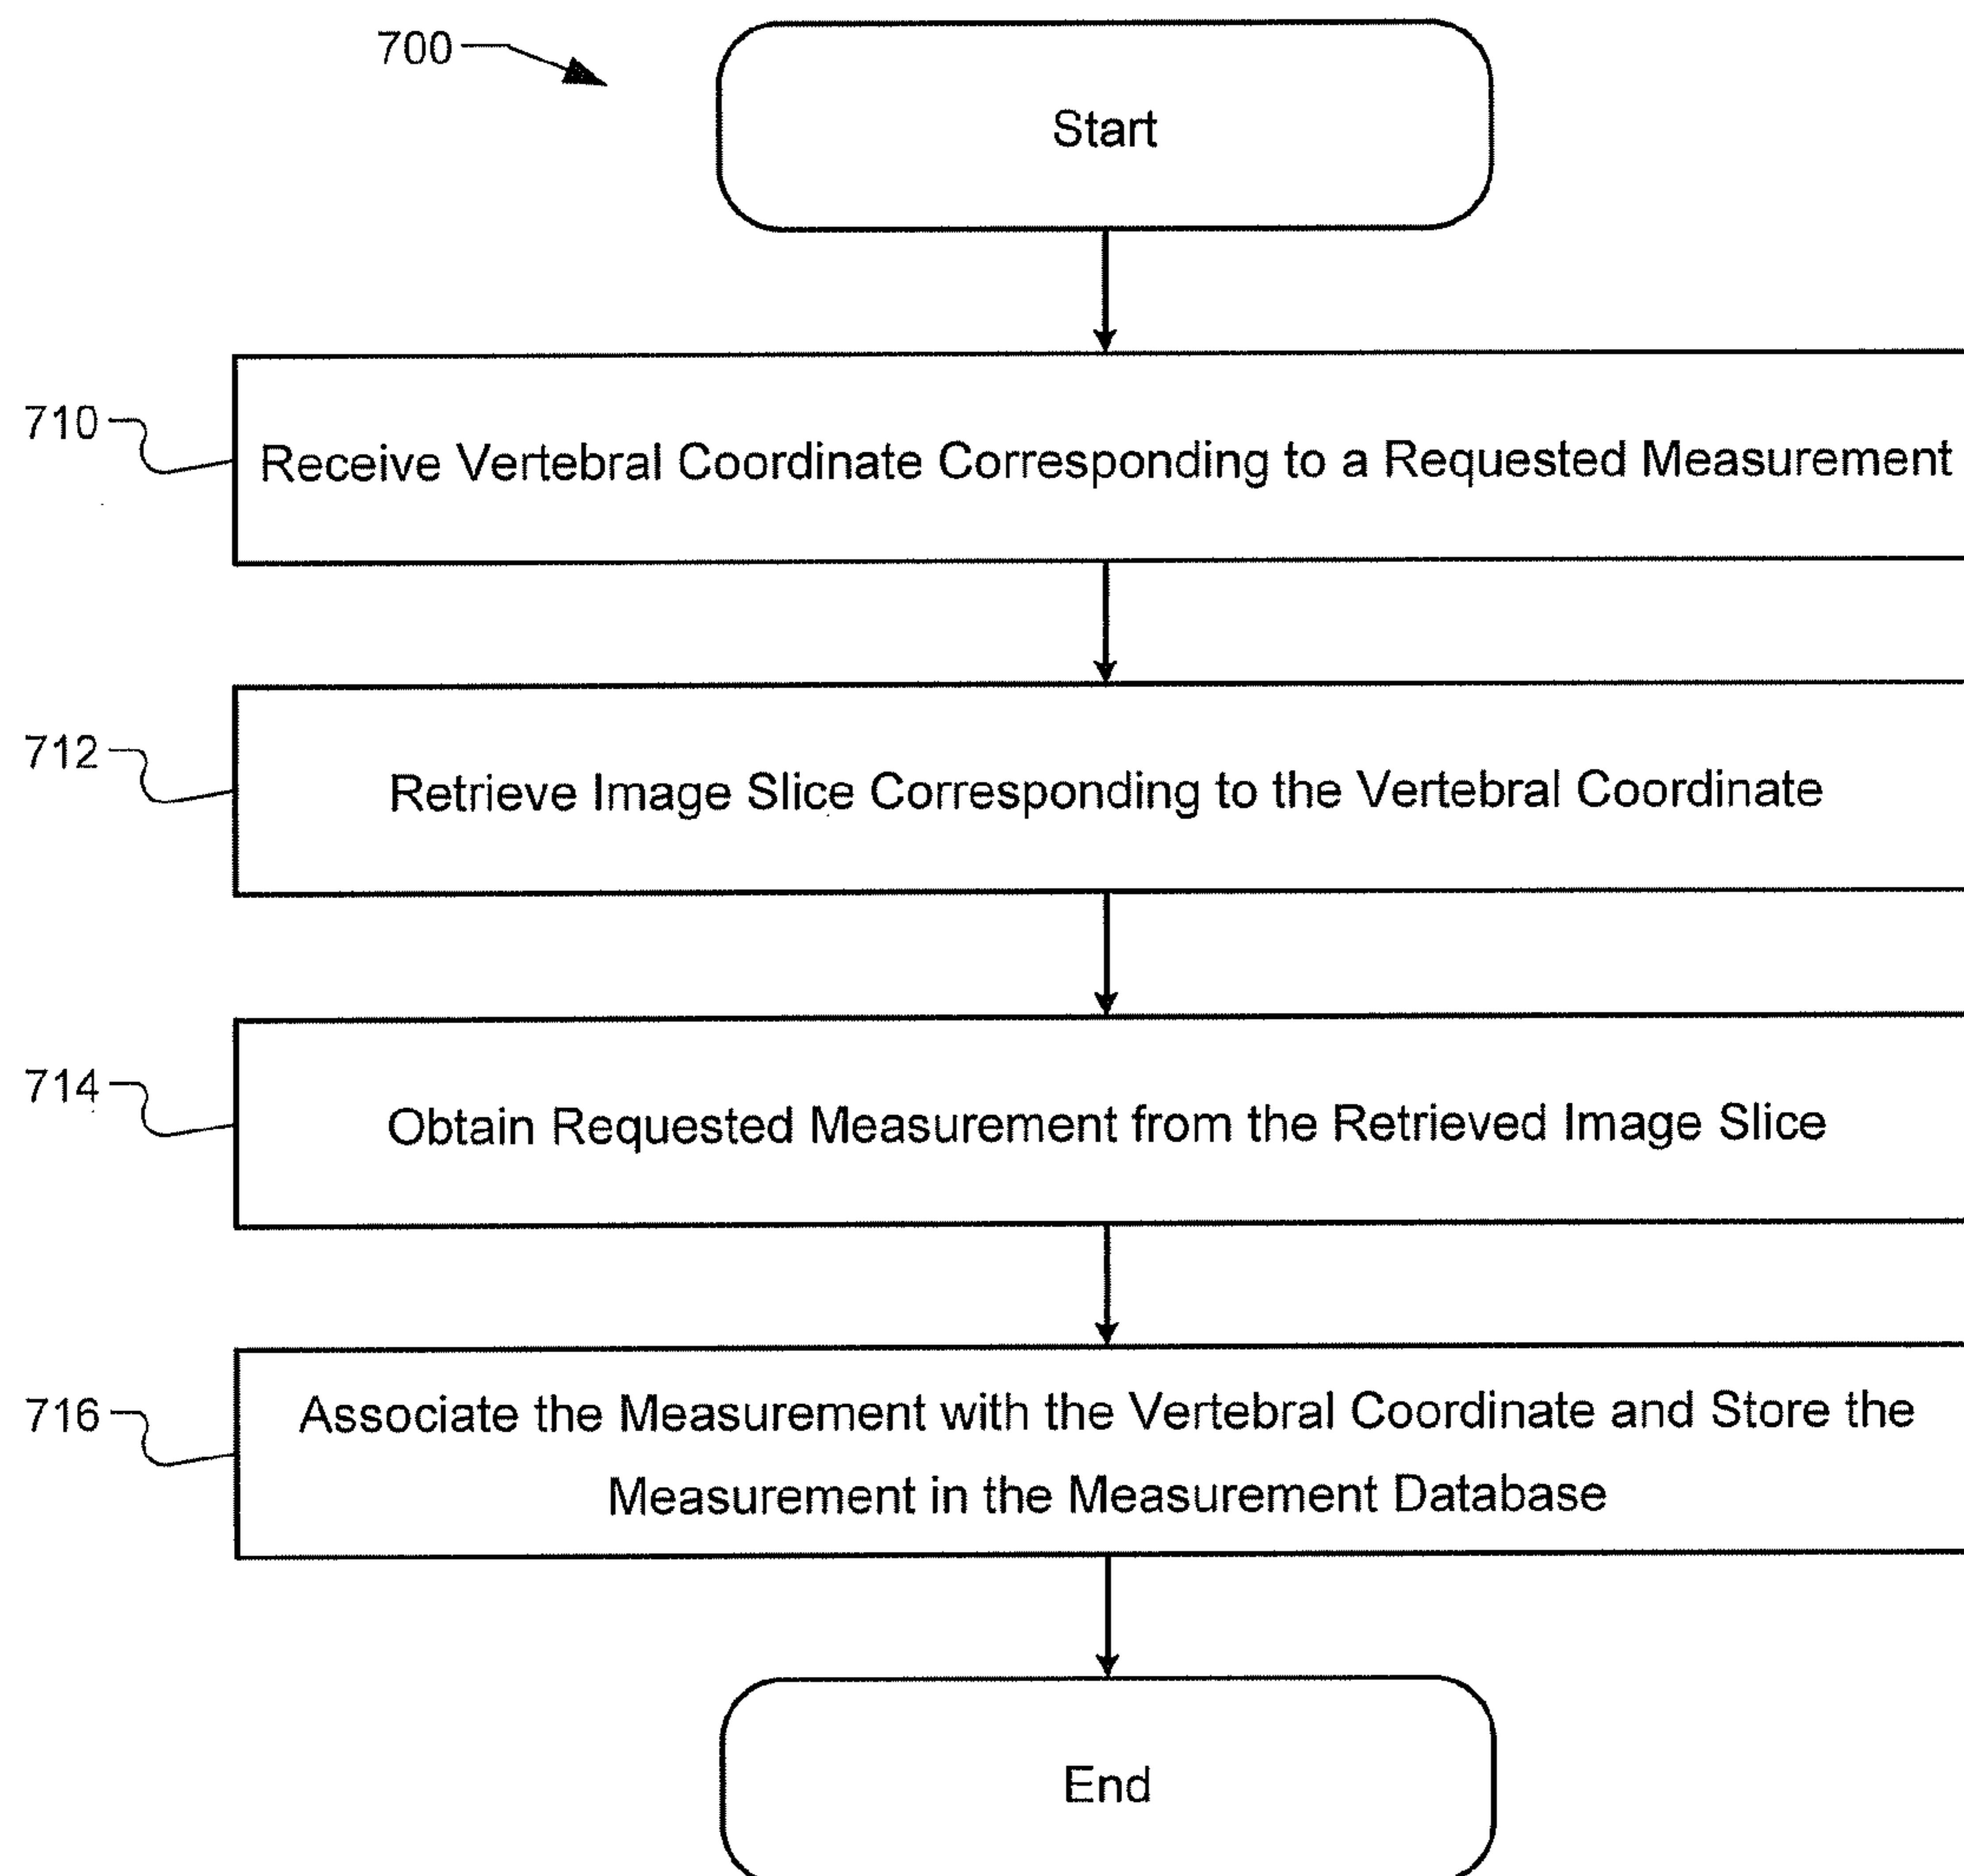 700
Start
710
Receive Vertebral Coordinate Corresponding to a Requested Measurement
712
Retrieve Image Slice Corresponding to the Vertebral Coordinate
714
Obtain Requested Measurement from the Retrieved Image Slice
716
Associate the Measurement with the Vertebral Coordinate and Store the
Measurement in the Measurement Database
End